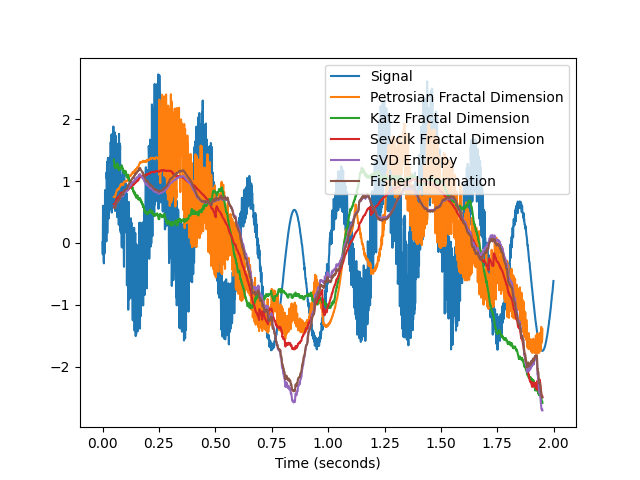 Signal
Petrosian Fractal Dimension
Katz Fractal Dimension
Sevcik Fractal Dimension
SVD Entropy
Fisher Information
2
1
0
−1
−2
0.00 0.25 0.50 0.75 1.00 1.25 1.50 1.75 2.00
Time (seconds)